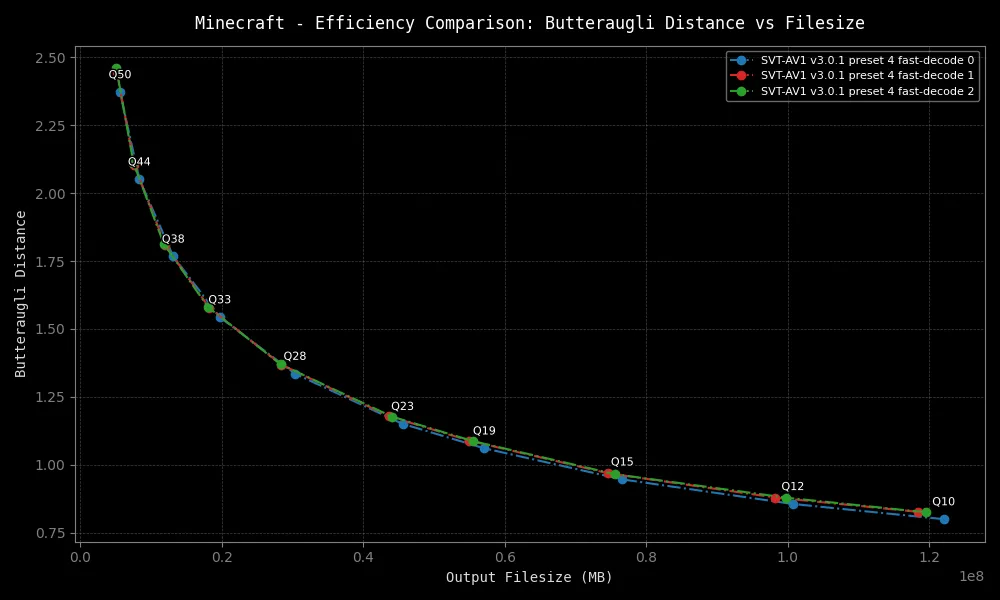 Minecraft - Efficiency Comparison: Butteraugli Distance vs Filesize
SVT-AV1 v3.0.1 preset 4 fast-decode 0
SVT-AV1 v3.0.1 preset 4 fast-decode 1
SVT-AV1 v3.0.1 preset 4 fast-decode 2
Butteraugli Distance
2.50
2.25
2.00
1.75
1.50
1.25
1.00
0.75
Q50
Q44
Q38
Q33
Q28
Q23
Q19
Q15
Q12
Q10
0.0 0.2 0.4 0.6 0.8 1.0 1.2
1e8
Output Filesize (MB)